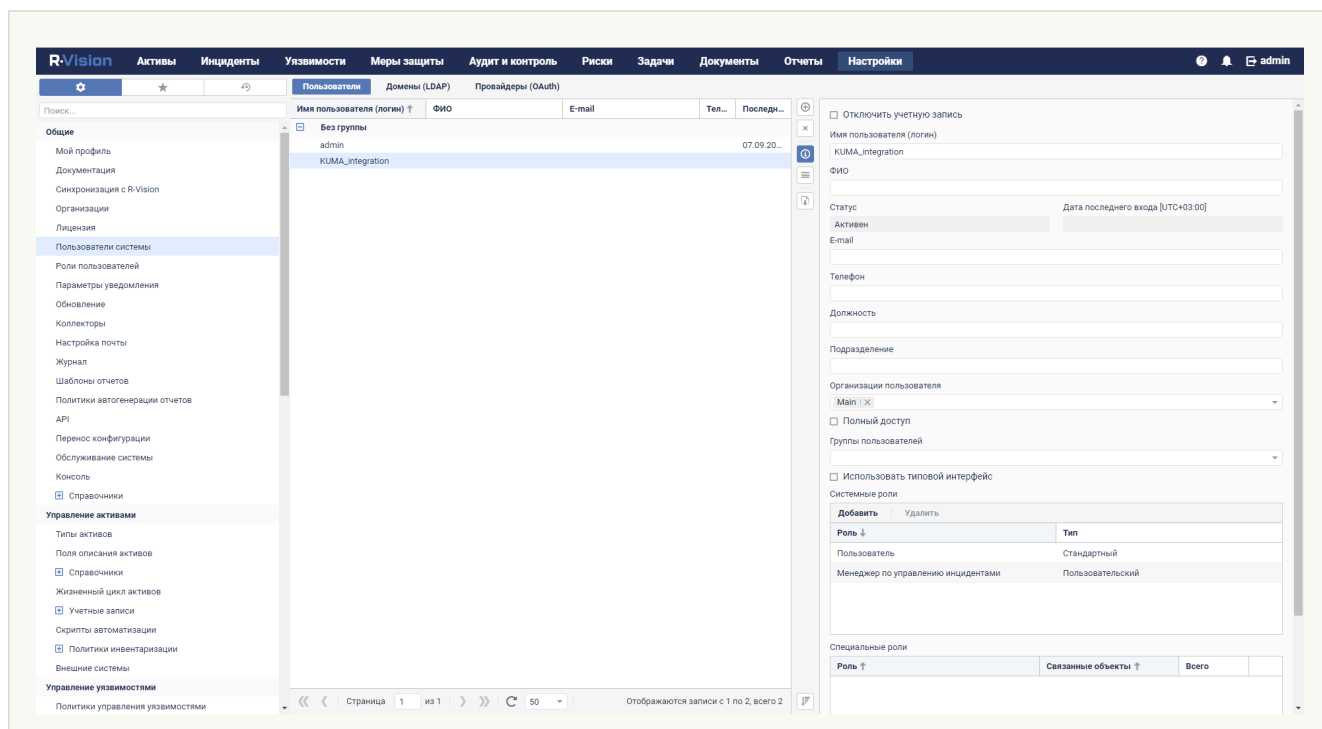 R·Vision Активы Инциденты Уязвимости Меры защиты Аудит и контроль Риски Задачи Документы Отчеты Настройки admin
Пользователи Домены (LDAP) Провайдеры (OAuth)
Поиск...
Общие
Мой профиль
Документация
Синхронизация с R-Vision
Организации
Лицензия
Пользователи системы
Роли пользователей
Параметры уведомления
Обновление
Коллекторы
Настройка почты
Журнал
Шаблоны отчетов
Политики автогенерации отчетов
API
Перенос конфигурации
Обслуживание системы
Консоль
Справочники
Управление активами
Типы активов
Поля описания активов
Справочники
Жизненный цикл активов
Учетные записи
Скрипты автоматизации
Политики инвентаризации
Внешние системы
Управление уязвимостями
Политики управления уязвимостями
Имя пользователя (логин) ↑ ФИО E-mail Тел... Последн...
Без группы
admin 07.09.20...
KUMA_integration
Страница 1 из 1 50 Отображаются записи с 1 по 2, всего 2
Отключить учетную запись
Имя пользователя (логин)
KUMA_integration
ФИО
Статус Дата последнего входа [UTC+03:00]
Активен
E-mail
Телефон
Должность
Подразделение
Организации пользователя
Main
Полный доступ
Группы пользователей
Использовать типовой интерфейс
Системные роли
Добавить Удалить
Роль ↓ Тип
Пользователь Стандартный
Менеджер по управлению инцидентами Пользовательский
Специальные роли
Роль ↑ Связанные объекты ↑ Всего